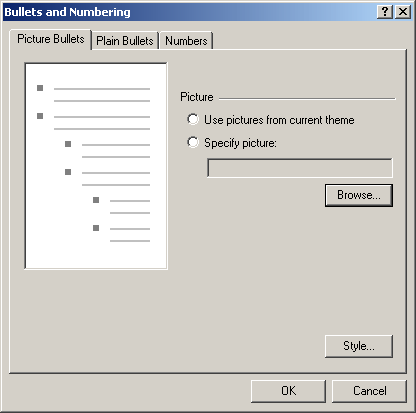 Bullets and Numbering
Picture Bullets Plain Bullets Numbers
Picture
Use pictures from current theme
Specify picture:
Browse...
Style...
OK Cancel